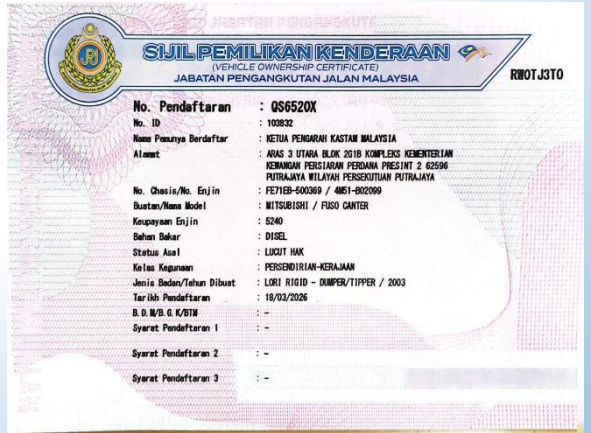 SIJIL PEMILIKAN KENDERAAN
(VEHICLE OWNERSHIP CERTIFICATE)
JABATAN PENGANGKUTAN JALAN MALAYSIA
RWOTJ3TO
No. Pendaftaran : QS6520X
No. ID : 103832
Nama Pemunya Berdaftar : KETUA PENGARAH KASTAM MALAYSIA
Alamat : ARAS 3 UTARA BLOK 2G1B KOMPLEKS KEMENTERIAN
KEWANGAN PERSIARAN PERDANA PRESINT 2 62596
PUTRAJAYA WILAYAH PERSEKUTUAN PUTRAJAYA
No. Chasis/No. Enjin : FE71EB-500369 / 4M51-B02099
Buatan/Nama Model : MITSUBISHI / FUSO CANTER
Keupayaan Enjin : 5240
Bahan Bakar : DISEL
Status Asal : LUCUT HAK
Kelas Kegunaan : PERSENDIRIAN-KERAJAAN
Jenis Badan/Tahun Dibuat : LORI RIGID - DUMPER/TIPPER / 2003
Tarikh Pendaftaran : 18/03/2026
B.D.M/B.G.K/BTM : -
Syarat Pendaftaran 1 : -
Syarat Pendaftaran 2 : -
Syarat Pendaftaran 3 : -